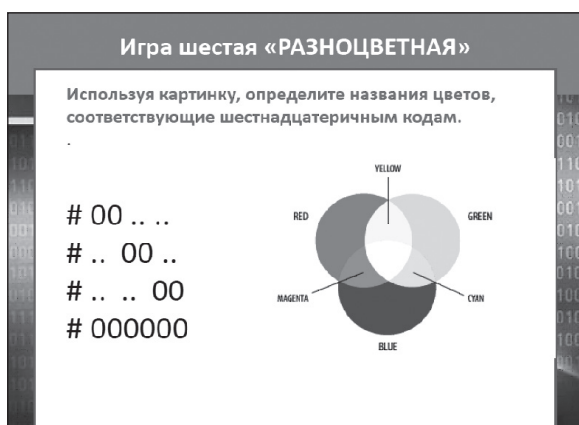 Игра шестая «РАЗНОЦВЕТНАЯ»
Используя картинку, определите названия цветов,
соответствующие шестнадцатеричным кодам.
.
# 00 .. ..
# .. 00 ..
# .. .. 00
# 000000
YELLOW
RED
GREEN
MAGENTA
CYAN
BLUE